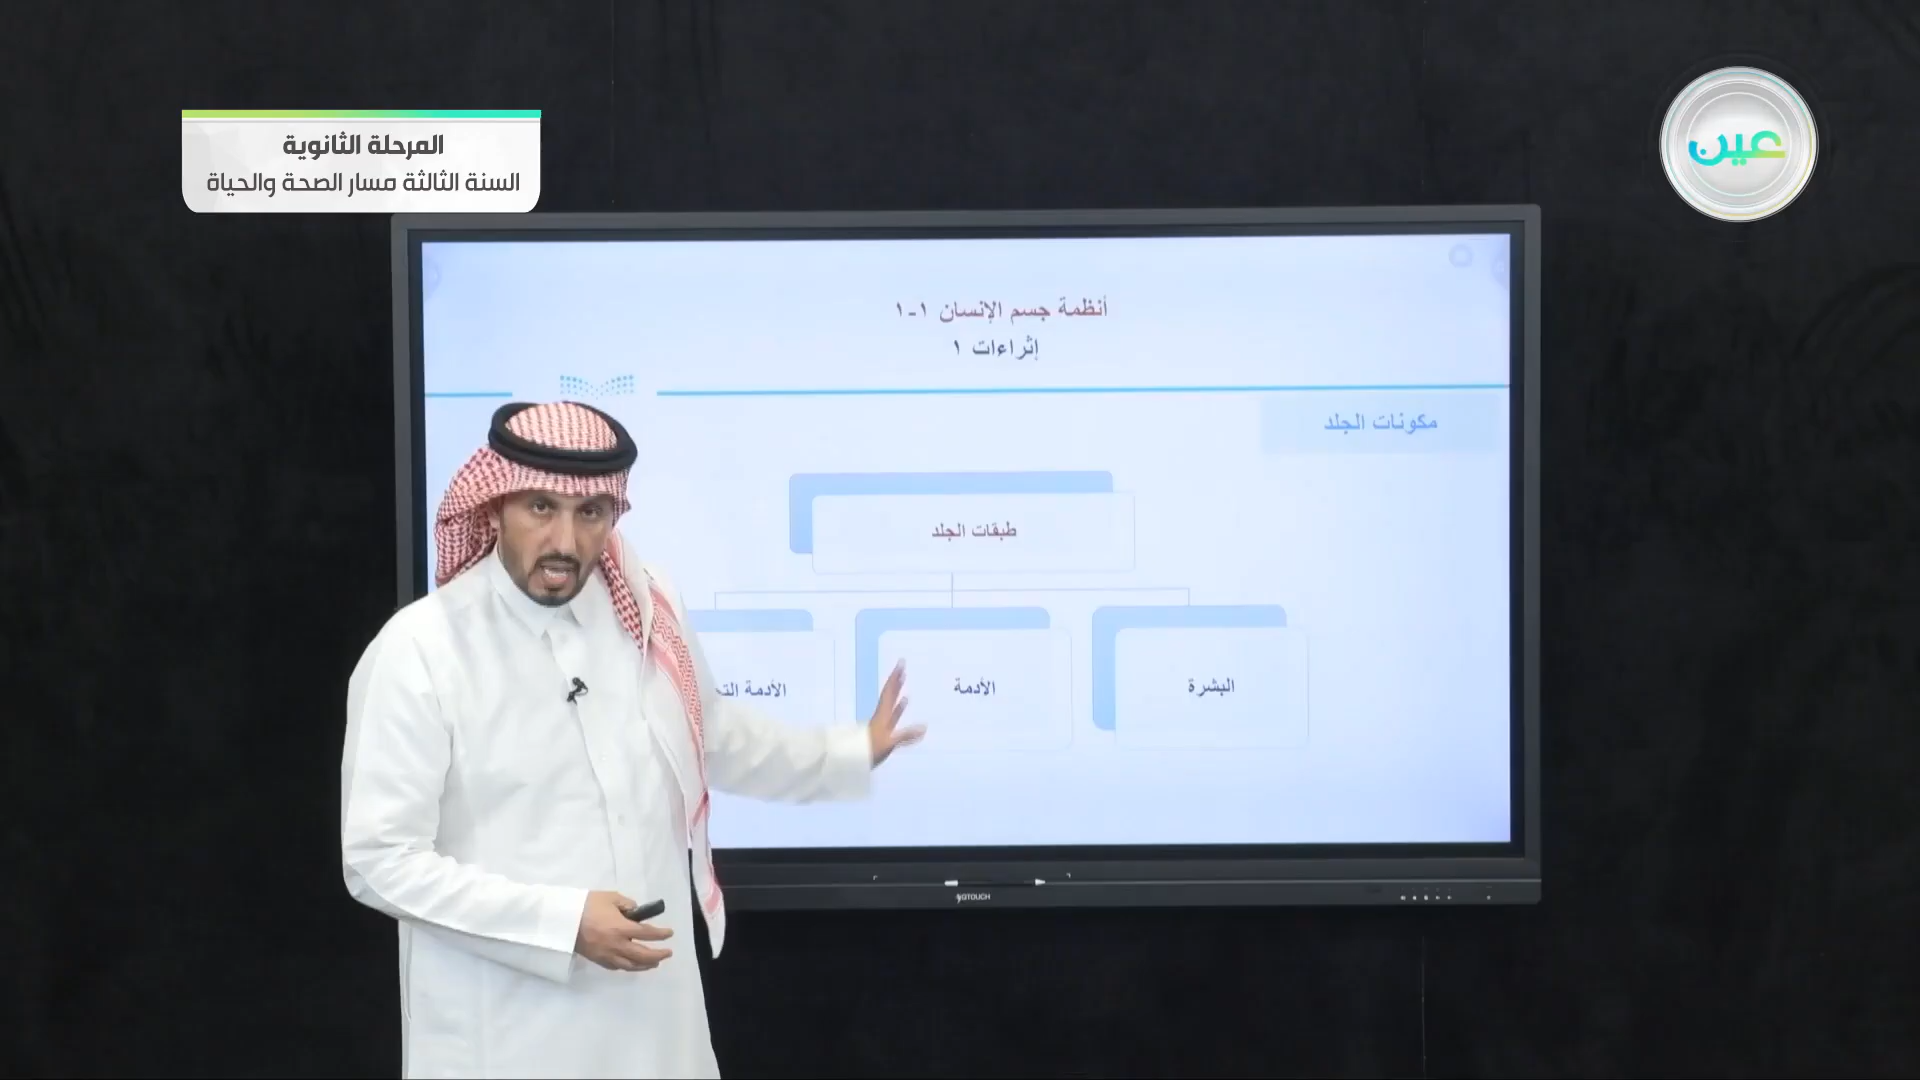 المرحلة الثانوية
السنة الثالثة مسار الصحة والحياة
عين
أنظمة جسم الإنسان ١-١
إثراءات ١
مكونات الجلد
طبقات الجلد
البشرة
الأدمة
الأدمة